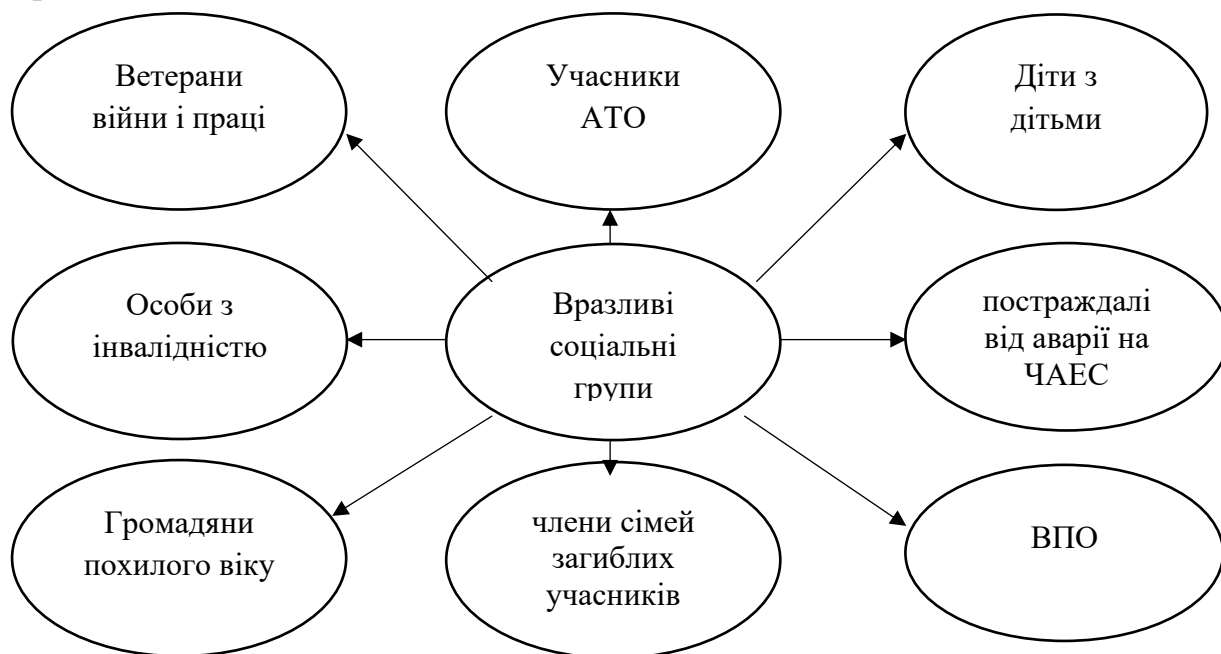 Ветерани
війни і праці
Учасники
АТО
Діти з
дітьми
Особи з
інвалідністю
Вразливі
соціальні
групи
постраждалі
від аварії на
ЧАЕС
Громадяни
похилого віку
члени сімей
загиблих
учасників
ВПО